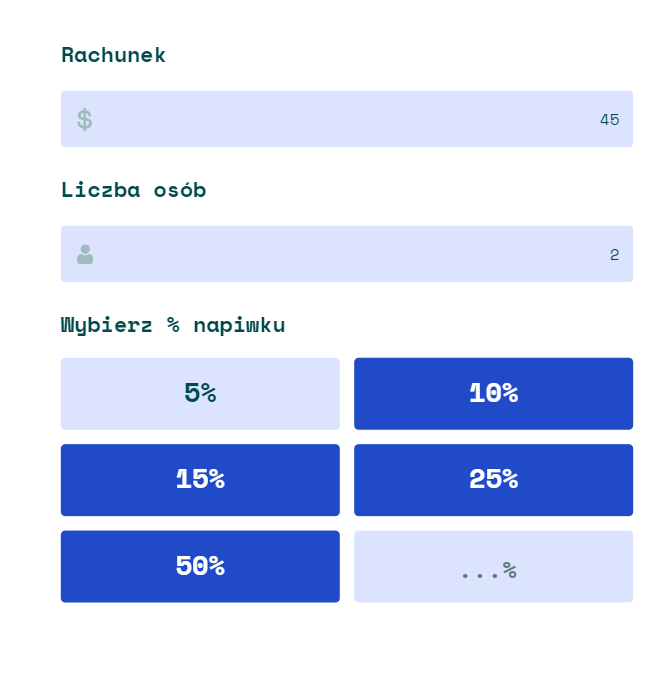 Rachunek
$ 45
Liczba osób
2
Wybierz % napiwku
5% 10%
15% 25%
50% ...%